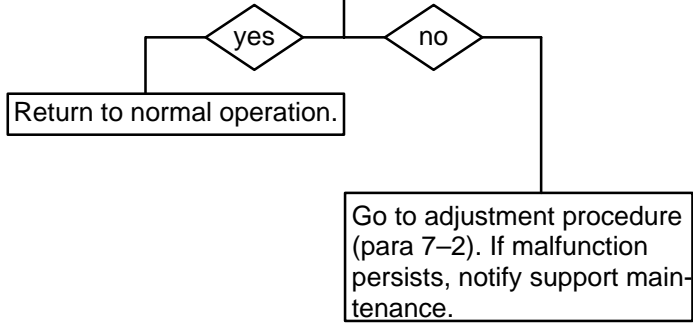 yes
no
Return to normal operation.
Go to adjustment procedure
(para 7–2). If malfunction
persists, notify support main-
tenance.